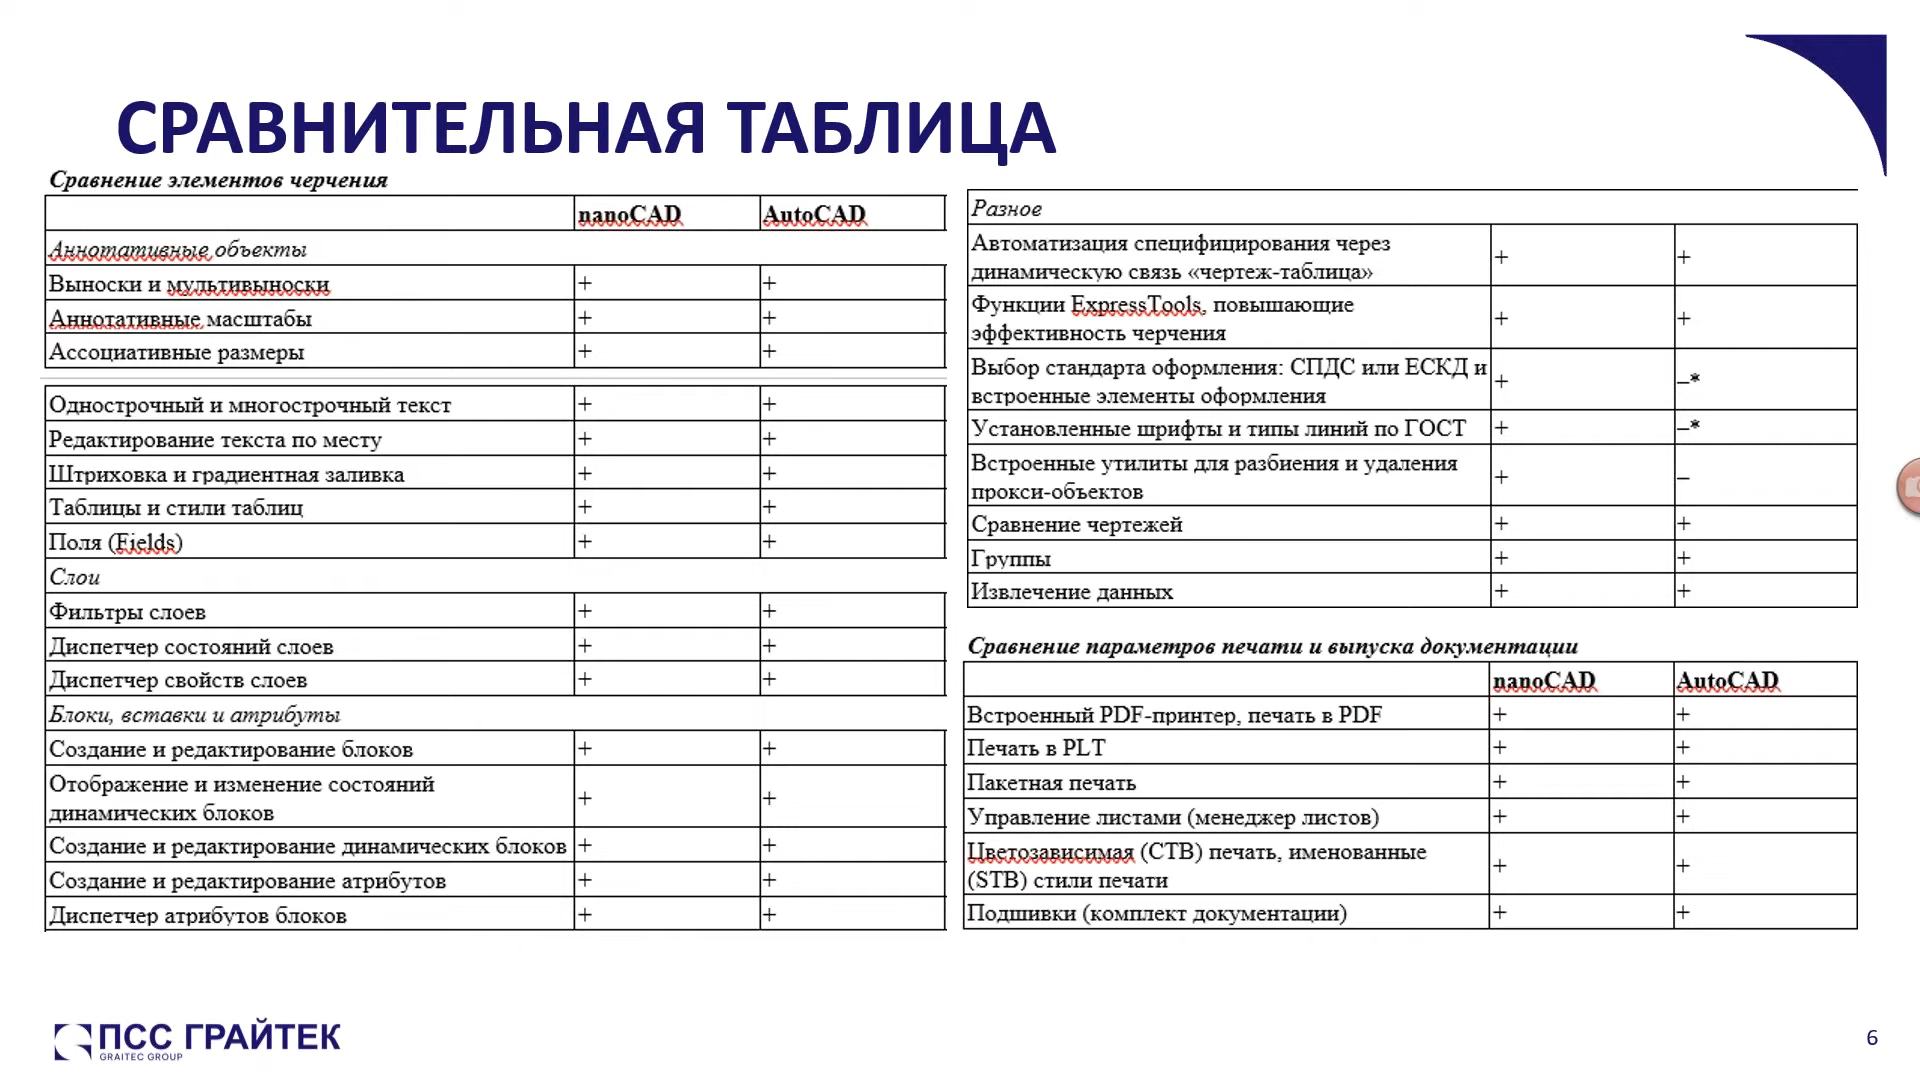 СРАВНИТЕЛЬНАЯ ТАБЛИЦА
Сравнение элементов черчения
nanoCAD AutoCAD
Аннотативные объекты
Выноски и мультивыноски + +
Аннотативные масштабы + +
Ассоциативные размеры + +
Однострочный и многострочный текст + +
Редактирование текста по месту + +
Штриховка и градиентная заливка + +
Таблицы и стили таблиц + +
Поля (Fields) + +
Слои
Фильтры слоев + +
Диспетчер состояний слоев + +
Диспетчер свойств слоев + +
Блоки, вставки и атрибуты
Создание и редактирование блоков + +
Отображение и изменение состояний
динамических блоков + +
Создание и редактирование динамических блоков + +
Создание и редактирование атрибутов + +
Диспетчер атрибутов блоков + +
Разное
Автоматизация специфицирования через
динамическую связь «чертеж-таблица» + +
Функции ExpressTools, повышающие
эффективность черчения + +
Выбор стандарта оформления: СПДС или ЕСКД и
встроенные элементы оформления + –*
Установленные шрифты и типы линий по ГОСТ + –*
Встроенные утилиты для разбиения и удаления
прокси-объектов + –
Сравнение чертежей + +
Группы + +
Извлечение данных + +
Сравнение параметров печати и выпуска документации
nanoCAD AutoCAD
Встроенный PDF-принтер, печать в PDF + +
Печать в PLT + +
Пакетная печать + +
Управление листами (менеджер листов) + +
Цветозависимая (CTB) печать, именованные
(STB) стили печати + +
Подшивки (комплект документации) + +
ПСС ГРАЙТЕК
GRAITEC GROUP
6